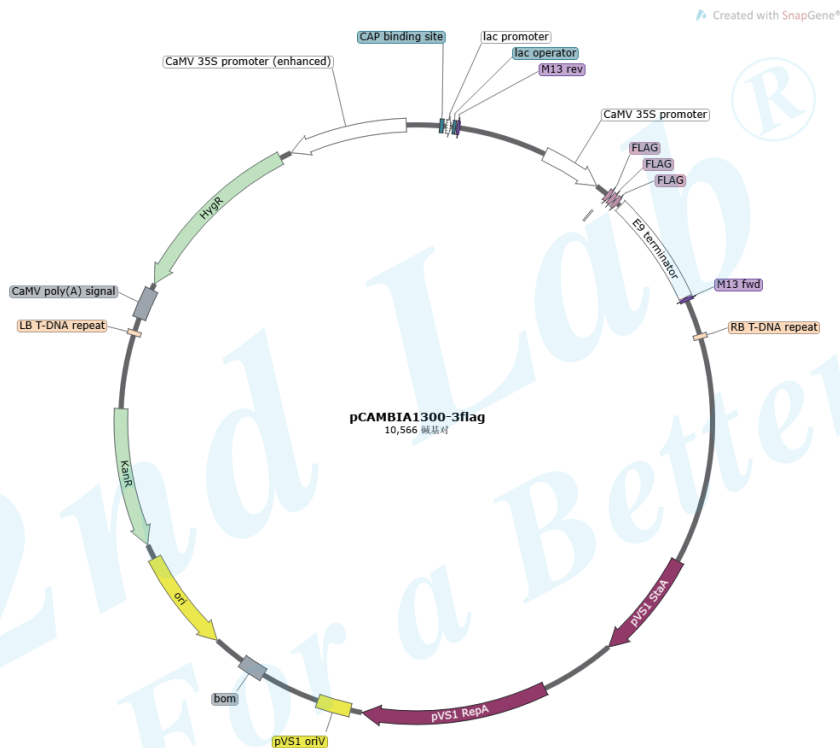 Created with SnapGene®
CAP binding site
lac promoter
lac operator
M13 rev
CaMV 35S promoter (enhanced)
CaMV 35S promoter
FLAG
FLAG
FLAG
HygR
E9 terminator
CaMV poly(A) signal
M13 fwd
LB T-DNA repeat
RB T-DNA repeat
pCAMBIA1300-3flag
10,566 碱基对
KanR
ori
pVS1 StaA
bom
pVS1 RepA
pVS1 oriV
2nd Lab®
For a Better